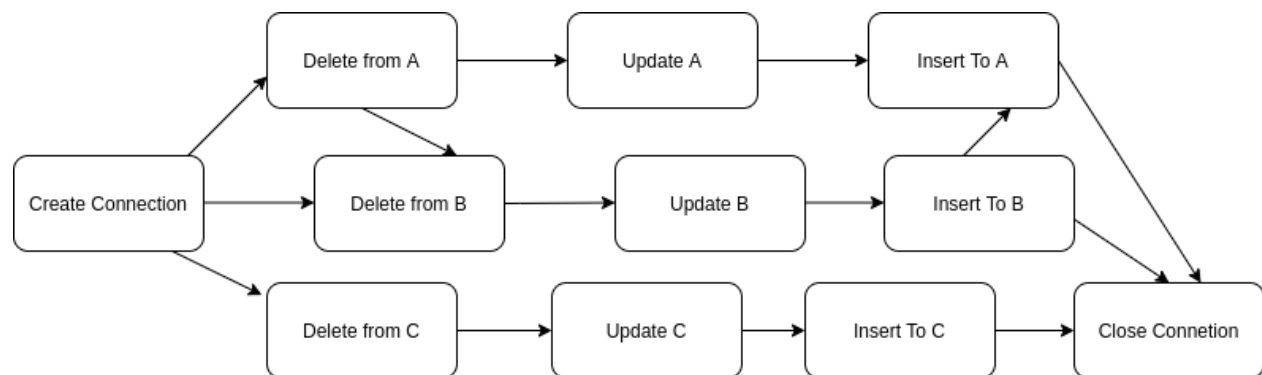 Delete from A
Update A
Insert To A
Create Connection
Delete from B
Update B
Insert To B
Delete from C
Update C
Insert To C
Close Connetion